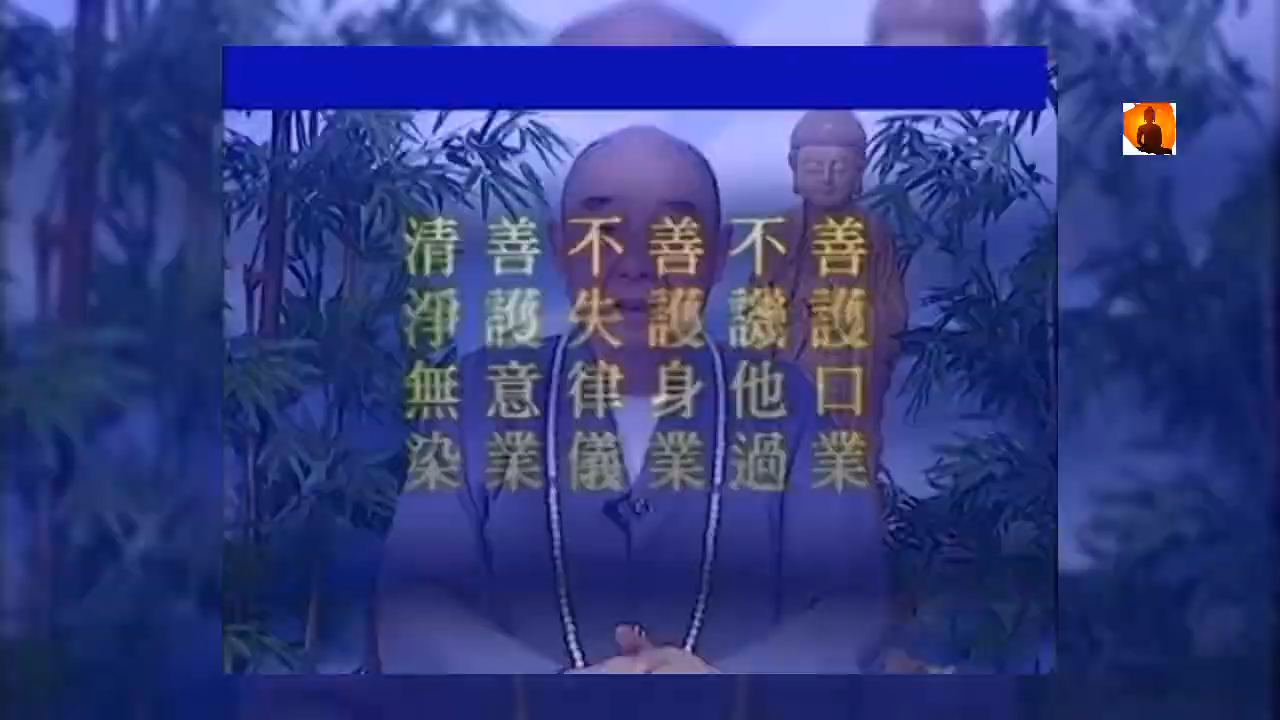 善護口業
不譏他過
善護身業
不失律儀
善護意業
清淨無染